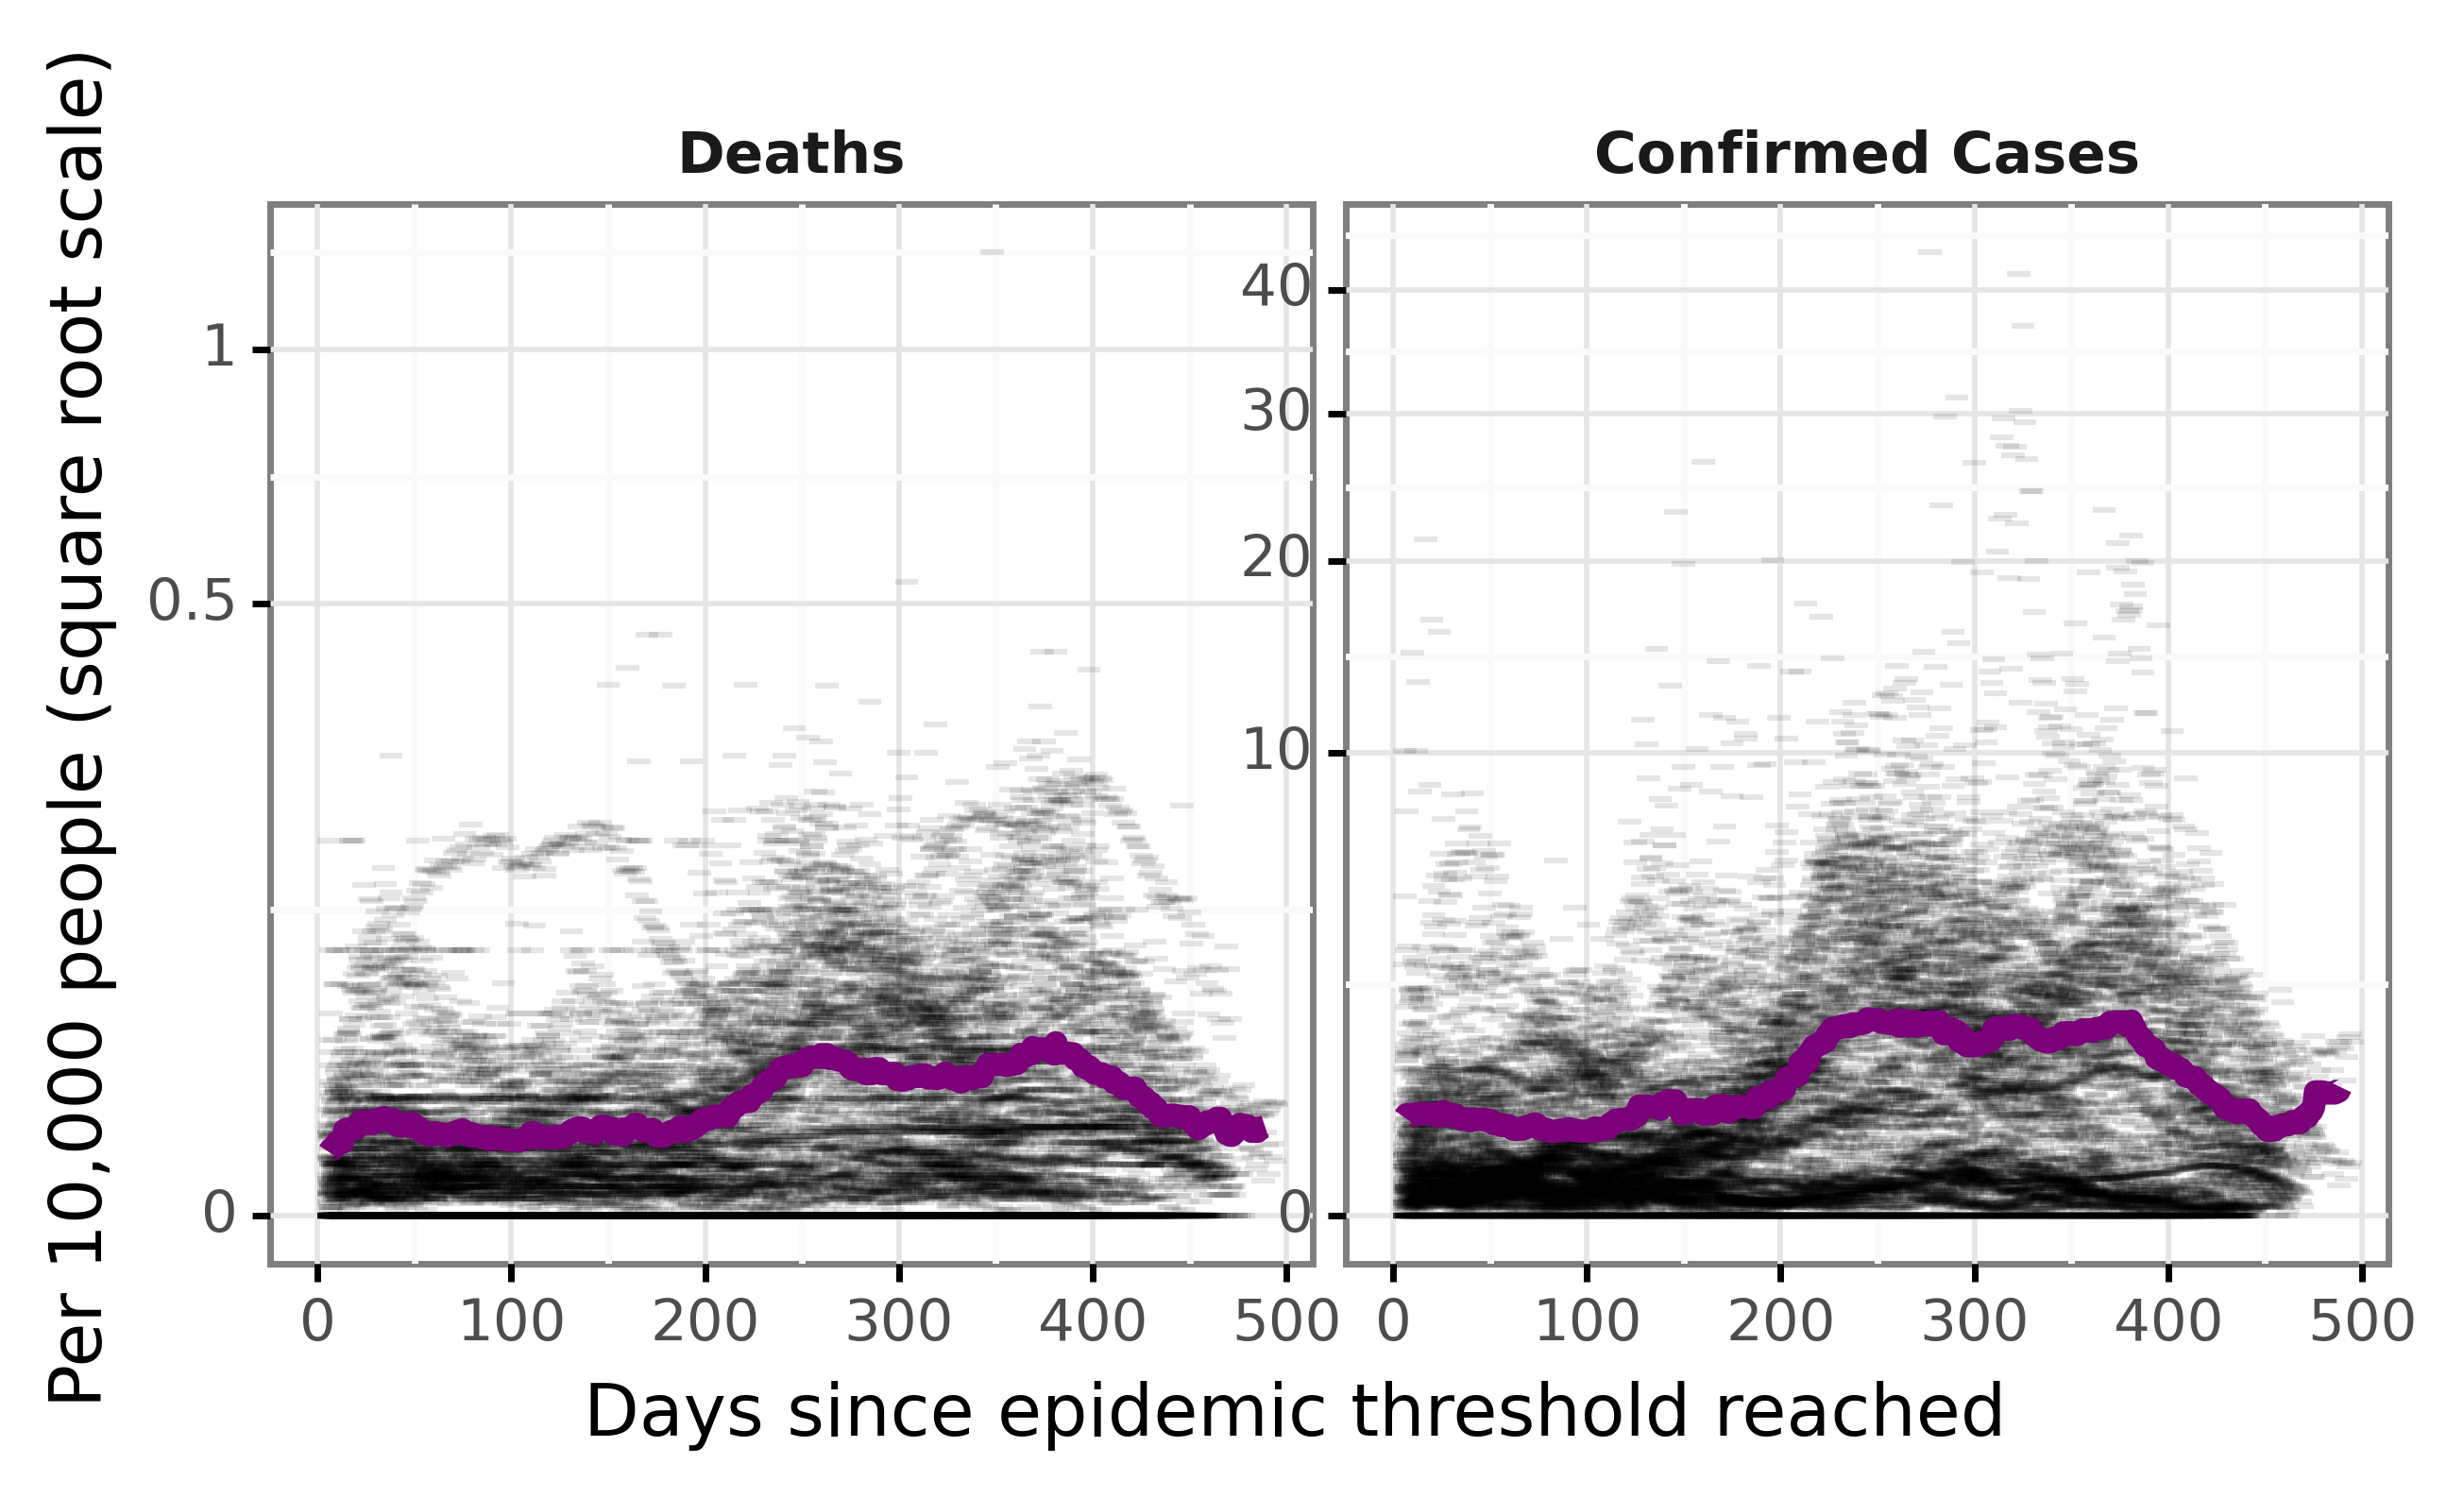 Per 10,000 people (square root scale)
Deaths
Confirmed Cases
1
0.5
0
40
30
20
10
0
0 100 200 300 400 500
0 100 200 300 400 500
Days since epidemic threshold reached